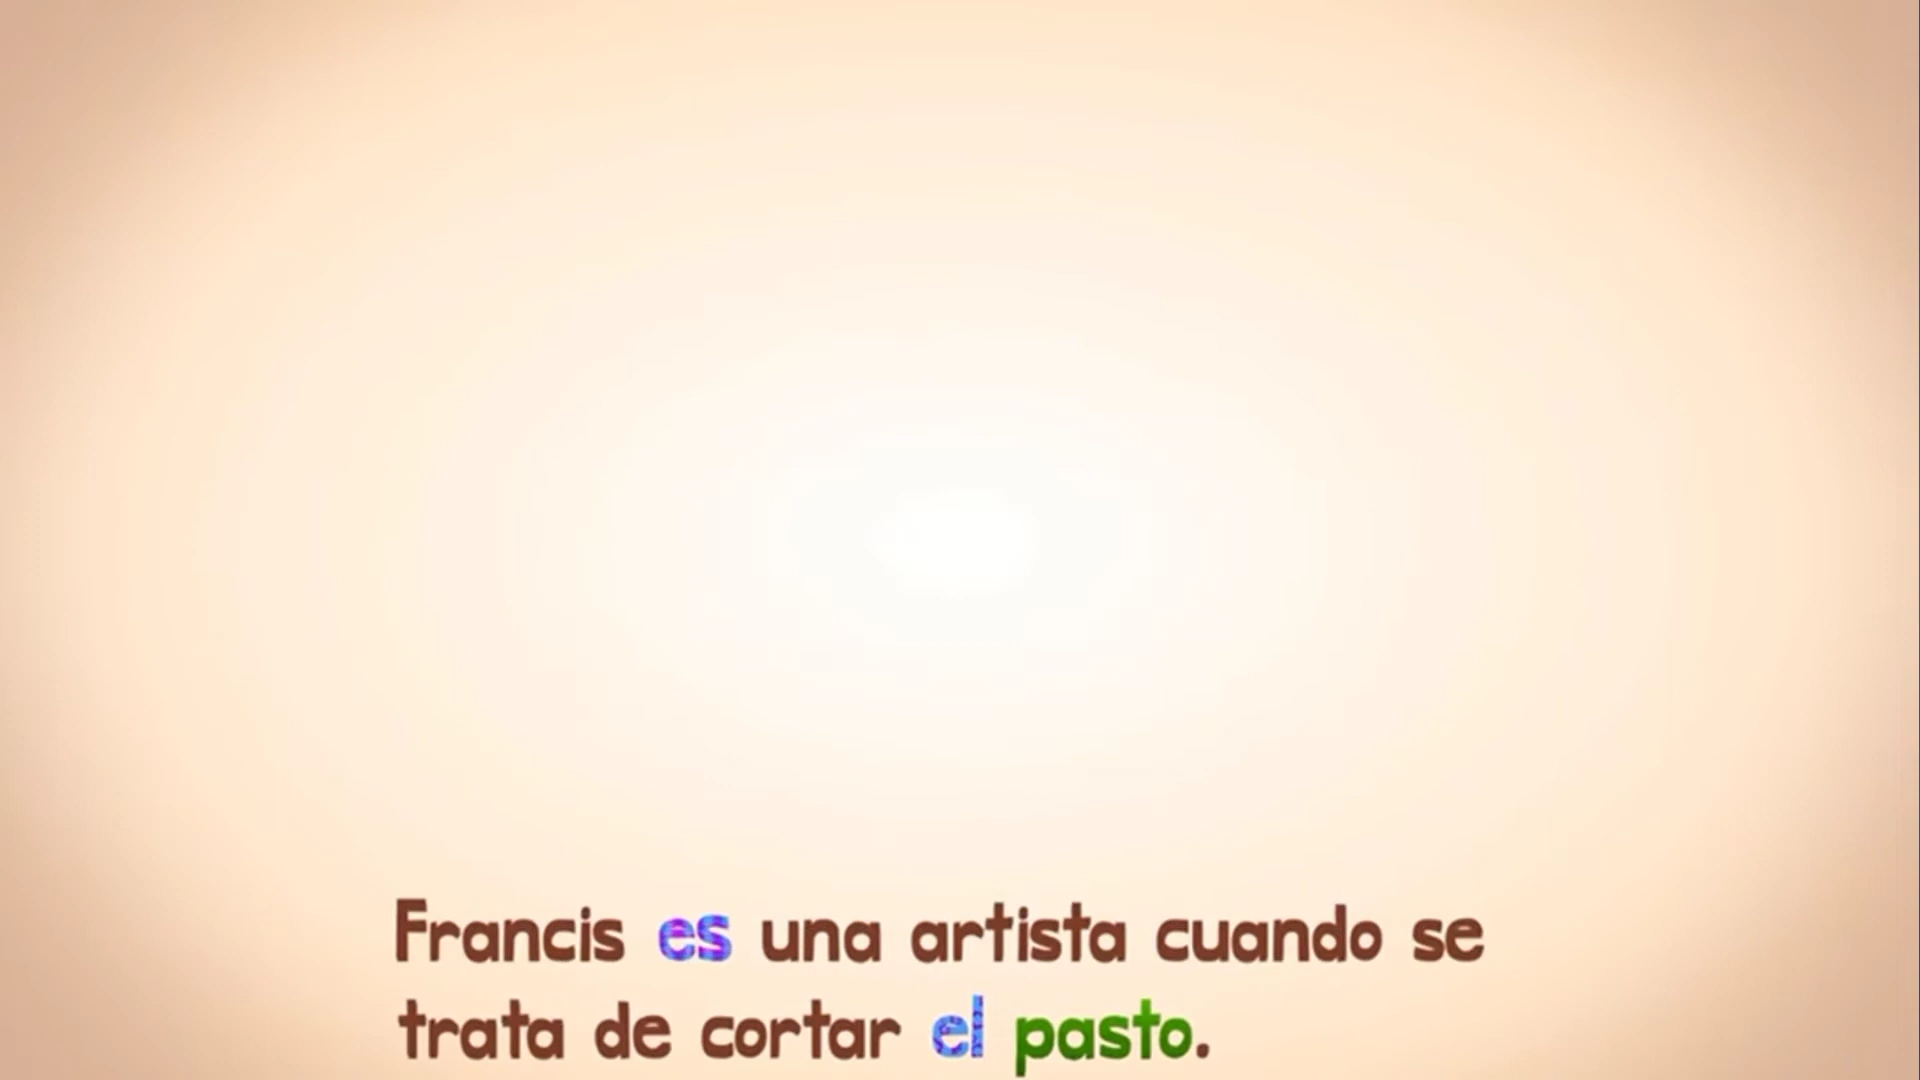 Francis es una artista cuando se
trata de cortar el pasto.